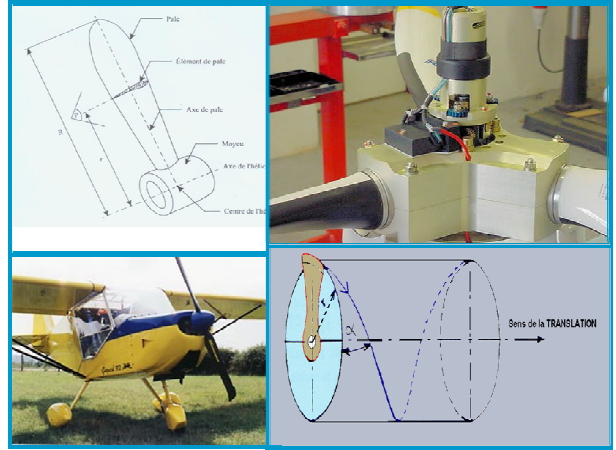 Pale
Élément de pale
Axe de pale
Moyeu
Axe de l'hélic
Centre de l'hé
R
r
r
α
Sens de la TRANSLATION